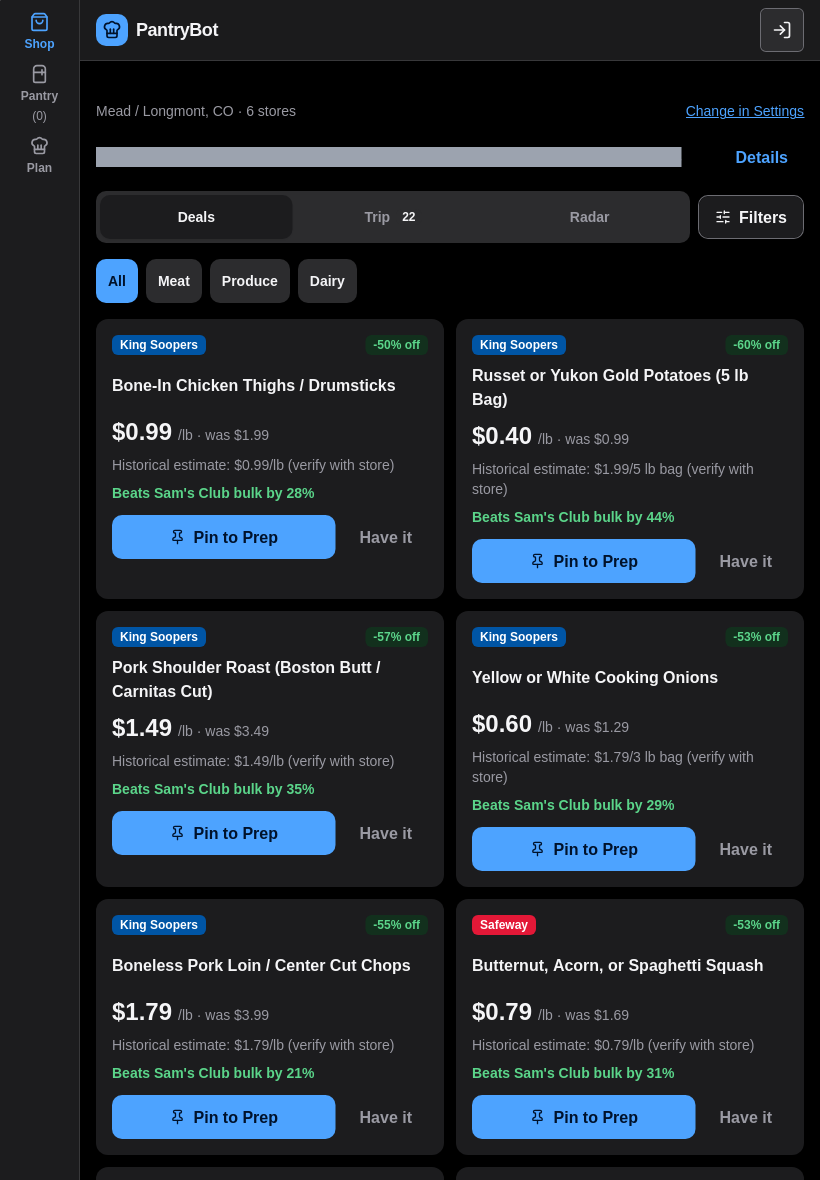 Shop
Pantry
(0)
Plan
PantryBot
Mead / Longmont, CO · 6 stores
Change in Settings
Details
Deals
Trip 22
Radar
Filters
All
Meat
Produce
Dairy
King Soopers
-50% off
Bone-In Chicken Thighs / Drumsticks
$0.99 /lb · was $1.99
Historical estimate: $0.99/lb (verify with store)
Beats Sam's Club bulk by 28%
Pin to Prep
Have it
King Soopers
-60% off
Russet or Yukon Gold Potatoes (5 lb
Bag)
$0.40 /lb · was $0.99
Historical estimate: $1.99/5 lb bag (verify with
store)
Beats Sam's Club bulk by 44%
Pin to Prep
Have it
King Soopers
-57% off
Pork Shoulder Roast (Boston Butt /
Carnitas Cut)
$1.49 /lb · was $3.49
Historical estimate: $1.49/lb (verify with store)
Beats Sam's Club bulk by 35%
Pin to Prep
Have it
King Soopers
-53% off
Yellow or White Cooking Onions
$0.60 /lb · was $1.29
Historical estimate: $1.79/3 lb bag (verify with
store)
Beats Sam's Club bulk by 29%
Pin to Prep
Have it
King Soopers
-55% off
Boneless Pork Loin / Center Cut Chops
$1.79 /lb · was $3.99
Historical estimate: $1.79/lb (verify with store)
Beats Sam's Club bulk by 21%
Pin to Prep
Have it
Safeway
-53% off
Butternut, Acorn, or Spaghetti Squash
$0.79 /lb · was $1.69
Historical estimate: $0.79/lb (verify with store)
Beats Sam's Club bulk by 31%
Pin to Prep
Have it